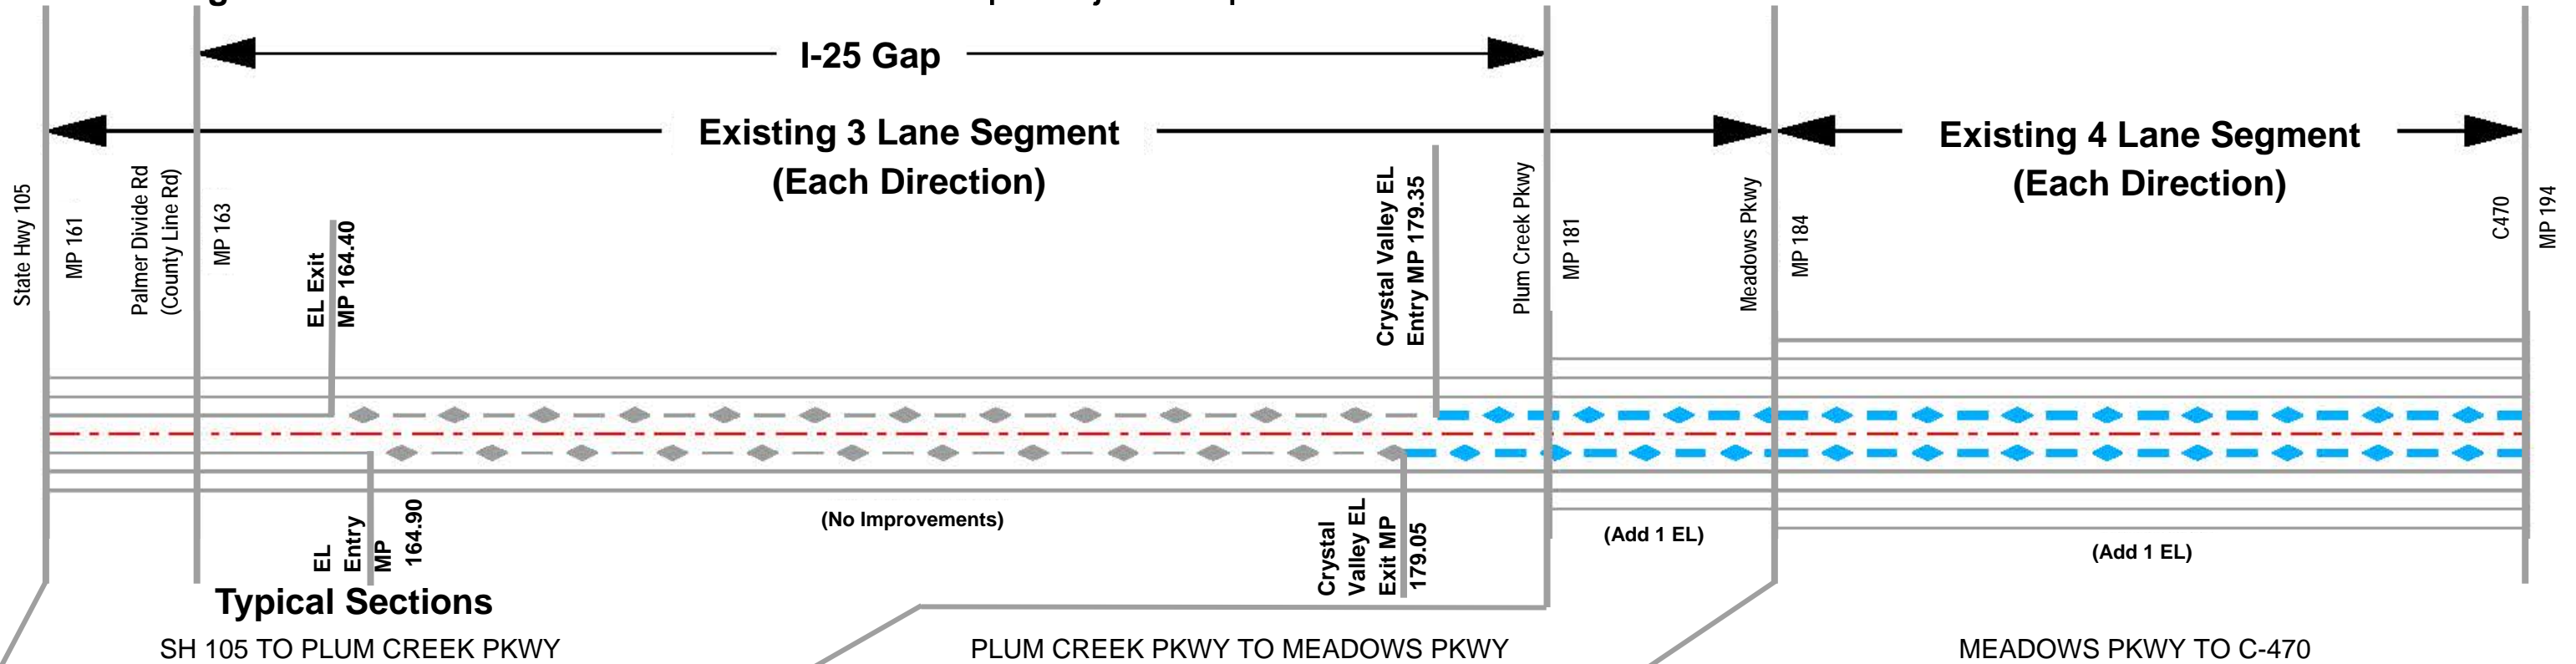 I-25 Gap
Existing 3 Lane Segment
(Each Direction)
Existing 4 Lane Segment
(Each Direction)
State Hwy 105
MP 161
Palmer Divide Rd
(County Line Rd)
MP 163
EL Exit
MP 164.40
Crystal Valley EL
Entry MP 179.35
Plum Creek Pkwy
MP 181
Meadows Pkwy
MP 184
C470
MP 194
EL
Entry
MP
164.90
(No Improvements)
Crystal
Valley EL
Exit MP
179.05
(Add 1 EL)
(Add 1 EL)
Typical Sections
SH 105 TO PLUM CREEK PKWY
PLUM CREEK PKWY TO MEADOWS PKWY
MEADOWS PKWY TO C-470